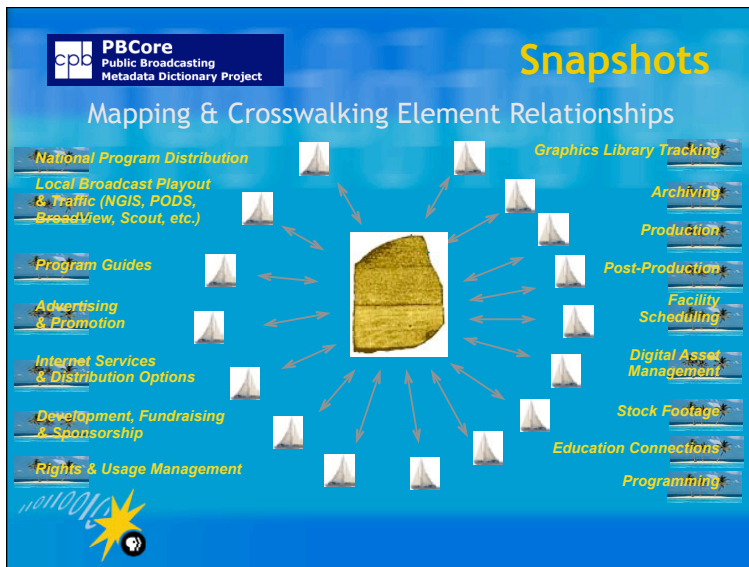 cpb
PBCore
Public Broadcasting
Metadata Dictionary Project
Snapshots
Mapping & Crosswalking Element Relationships
National Program Distribution
Local Broadcast Playout
& Traffic (NGIS, PODS,
BroadView, Scout, etc.)
Program Guides
Advertising
& Promotion
Internet Services
& Distribution Options
Development, Fundraising
& Sponsorship
Rights & Usage Management
Graphics Library Tracking
Archiving
Production
Post-Production
Facility
Scheduling
Digital Asset
Management
Stock Footage
Education Connections
Programming